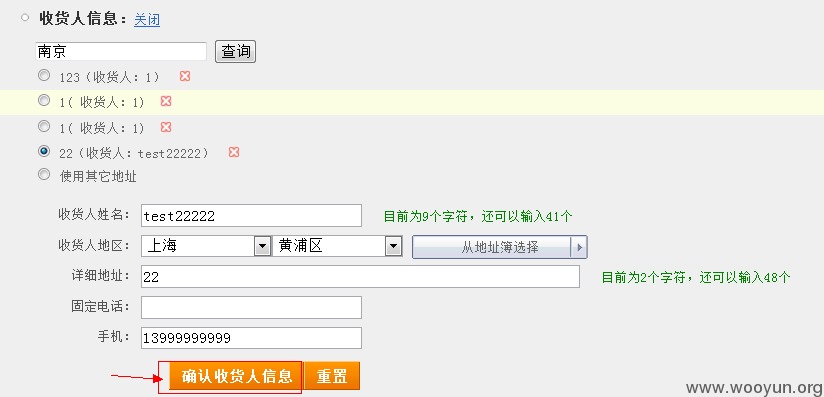 收货人信息：关闭
南京 查询
123（收货人：1）
1( 收货人：1)
1( 收货人：1)
22（收货人：test22222）
使用其它地址
收货人姓名： test22222 目前为9个字符，还可以输入41个
收货人地区： 上海 黄浦区 从地址簿选择
详细地址： 22 目前为2个字符，还可以输入48个
固定电话：
手机： 13999999999
确认收货人信息 重置
www.wooyun.org